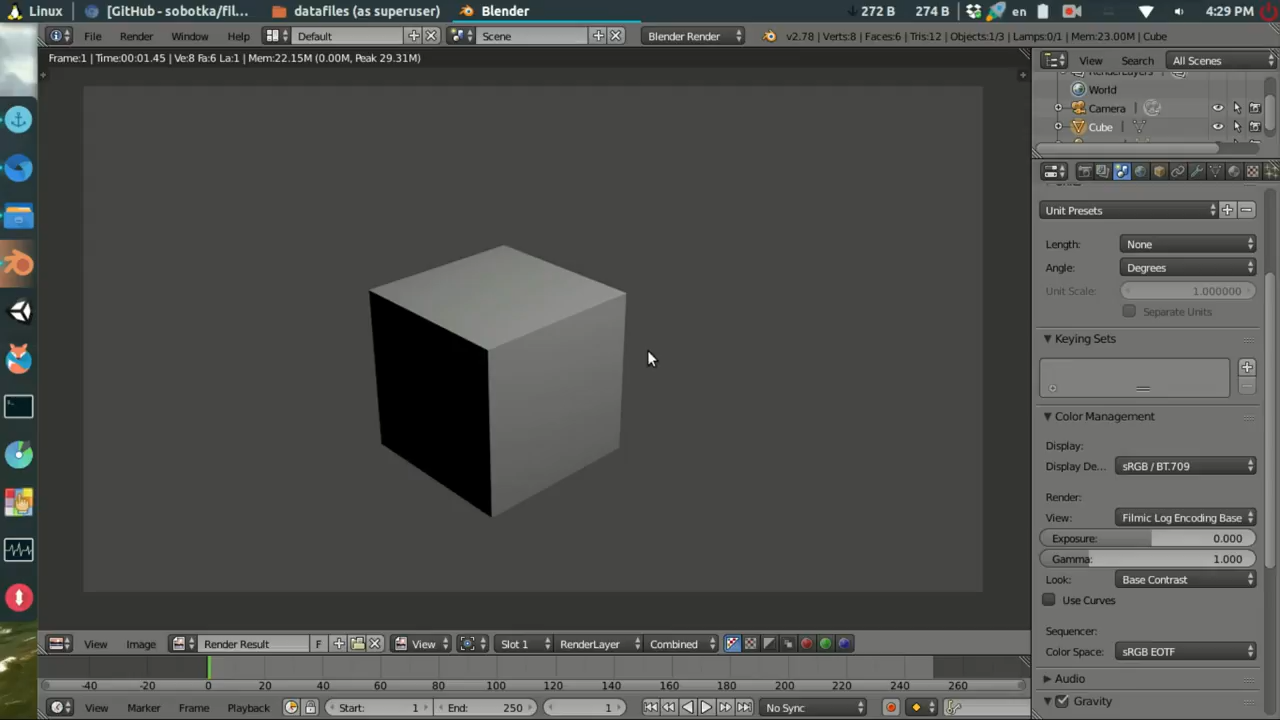 Linux [GitHub - sobotka/fil... datafiles (as superuser) Blender 272 B 274 B en 4:29 PM
File Render Window Help Default Scene Blender Render v2.78 | Verts:8 | Faces:6 | Tris:12 | Objects:1/3 | Lamps:0/1 | Mem:23.00M | Cube
Frame:1 | Time:00:01.45 | Ve:8 Fa:6 La:1 | Mem:22.15M (0.00M, Peak 29.31M)
View Search All Scenes
RenderLayers
World
Camera
Cube
Unit Presets
Length: None
Angle: Degrees
Unit Scale: 1.000000
Separate Units
Keying Sets
Color Management
Display:
Display De... sRGB / BT.709
Render:
View: Filmic Log Encoding Base
Exposure: 0.000
Gamma: 1.000
Look: Base Contrast
Use Curves
Sequencer:
Color Space: sRGB EOTF
Audio
Gravity
View Image Render Result F View Slot 1 RenderLayer Combined
-40 -20 0 20 40 60 80 100 120 140 160 180 200 220 240 260
View Marker Frame Playback Start: 1 End: 250 1 No Sync